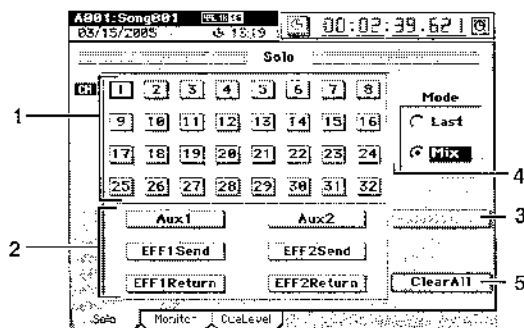 A001:Song001 00:02:39.621
03/15/2005 13:19
Solo
CH 1 2 3 4 5 6 7 8
9 10 11 12 13 14 15 16
17 18 19 20 21 22 23 24
25 26 27 28 29 30 31 32
Mode
Last
Mix
Aux1 Aux2
EFF1Send EFF2Send
EFF1Return EFF2Return
ClearAll
Solo Monitor CueLevel
1
2
4
3
5